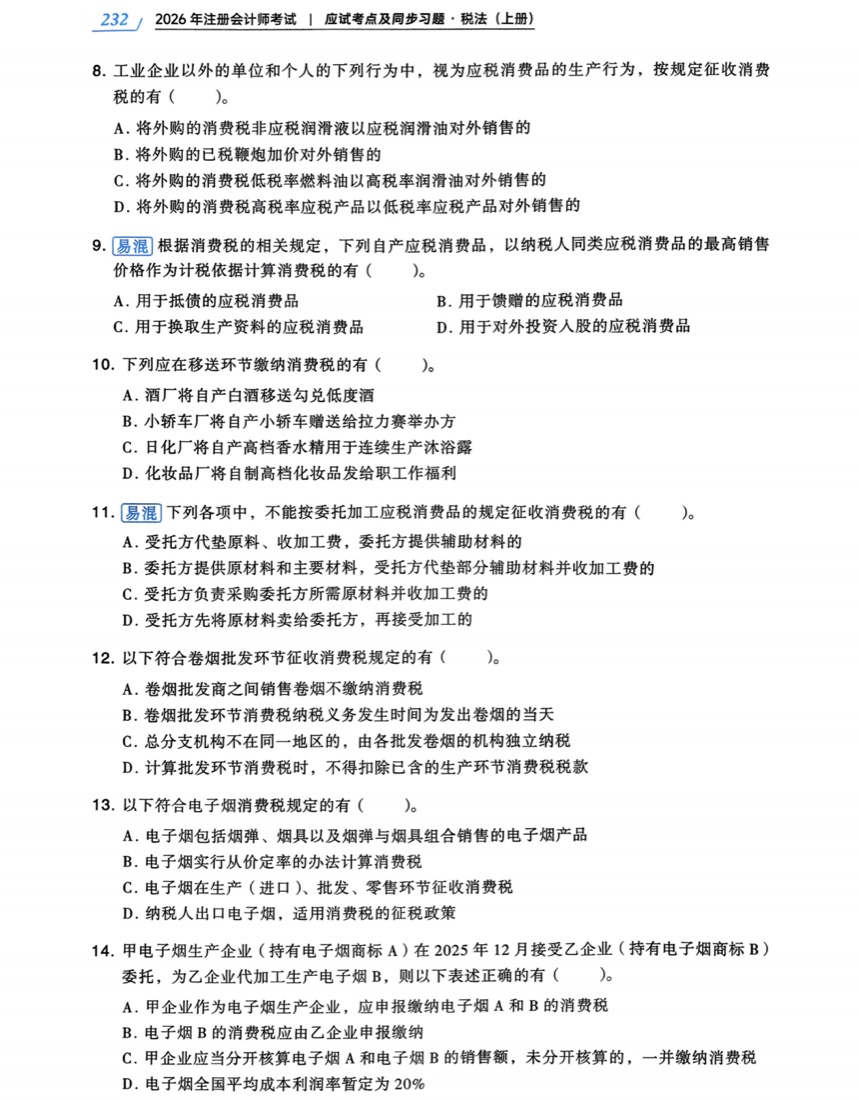 232 2026年注册会计师考试 | 应试考点及同步习题·税法（上册）
8. 工业企业以外的单位和个人的下列行为中，视为应税消费品的生产行为，按规定征收消费
税的有（　　）。
A. 将外购的消费税非应税润滑液以应税润滑油对外销售的
B. 将外购的已税鞭炮加价对外销售的
C. 将外购的消费税低税率燃料油以高税率润滑油对外销售的
D. 将外购的消费税高税率应税产品以低税率应税产品对外销售的
9. 易混 根据消费税的相关规定，下列自产应税消费品，以纳税人同类应税消费品的最高销售
价格作为计税依据计算消费税的有（　　）。
A. 用于抵债的应税消费品　　B. 用于馈赠的应税消费品
C. 用于换取生产资料的应税消费品　　D. 用于对外投资人股的应税消费品
10. 下列应在移送环节缴纳消费税的有（　　）。
A. 酒厂将自产白酒移送勾兑低度酒
B. 小轿车厂将自产小轿车赠送给拉力赛举办方
C. 日化厂将自产高档香水精用于连续生产沐浴露
D. 化妆品厂将自制高档化妆品发给职工作福利
11. 易混 下列各项中，不能按委托加工应税消费品的规定征收消费税的有（　　）。
A. 受托方代垫原料、收加工费，委托方提供辅助材料的
B. 委托方提供原材料和主要材料，受托方代垫部分辅助材料并收加工费的
C. 受托方负责采购委托方所需原材料并收加工费的
D. 受托方先将原材料卖给委托方，再接受加工的
12. 以下符合卷烟批发环节征收消费税规定的有（　　）。
A. 卷烟批发商之间销售卷烟不缴纳消费税
B. 卷烟批发环节消费税纳税义务发生时间为发出卷烟的当天
C. 总分支机构不在同一地区的，由各批发卷烟的机构独立纳税
D. 计算批发环节消费税时，不得扣除已含的生产环节消费税税款
13. 以下符合电子烟消费税规定的有（　　）。
A. 电子烟包括烟弹、烟具以及烟弹与烟具组合销售的电子烟产品
B. 电子烟实行从价定率的办法计算消费税
C. 电子烟在生产（进口）、批发、零售环节征收消费税
D. 纳税人出口电子烟，适用消费税的征税政策
14. 甲电子烟生产企业（持有电子烟商标A）在2025年12月接受乙企业（持有电子烟商标B）
委托，为乙企业代加工生产电子烟B，则以下表述正确的有（　　）。
A. 甲企业作为电子烟生产企业，应申报缴纳电子烟A和B的消费税
B. 电子烟B的消费税应由乙企业申报缴纳
C. 甲企业应当分开核算电子烟A和电子烟B的销售额，未分开核算的，一并缴纳消费税
D. 电子烟全国平均成本利润率暂定为20%